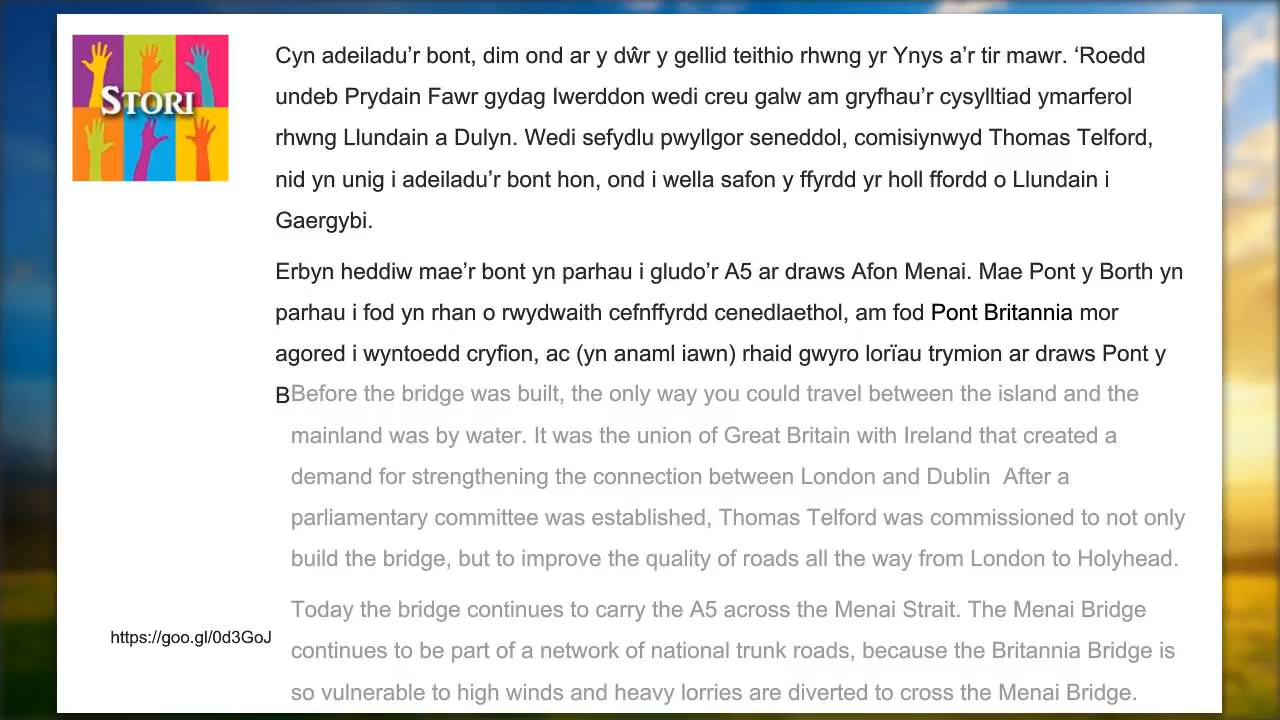 STORI
Cyn adeiladu’r bont, dim ond ar y dŵr y gellid teithio rhwng yr Ynys a’r tir mawr. ‘Roedd
undeb Prydain Fawr gydag Iwerddon wedi creu galw am gryfhau’r cysylltiad ymarferol
rhwng Llundain a Dulyn. Wedi sefydlu pwyllgor seneddol, comisiynwyd Thomas Telford,
nid yn unig i adeiladu’r bont hon, ond i wella safon y ffyrdd yr holl ffordd o Llundain i
Gaergybi.
Erbyn heddiw mae’r bont yn parhau i gludo’r A5 ar draws Afon Menai. Mae Pont y Borth yn
parhau i fod yn rhan o rwydwaith cefnffyrdd cenedlaethol, am fod Pont Britannia mor
agored i wyntoedd cryfion, ac (yn anaml iawn) rhaid gwyro lorïau trymion ar draws Pont y
B
Before the bridge was built, the only way you could travel between the island and the
mainland was by water. It was the union of Great Britain with Ireland that created a
demand for strengthening the connection between London and Dublin  After a
parliamentary committee was established, Thomas Telford was commissioned to not only
build the bridge, but to improve the quality of roads all the way from London to Holyhead.
Today the bridge continues to carry the A5 across the Menai Strait. The Menai Bridge
continues to be part of a network of national trunk roads, because the Britannia Bridge is
so vulnerable to high winds and heavy lorries are diverted to cross the Menai Bridge.
https://goo.gl/0d3GoJ